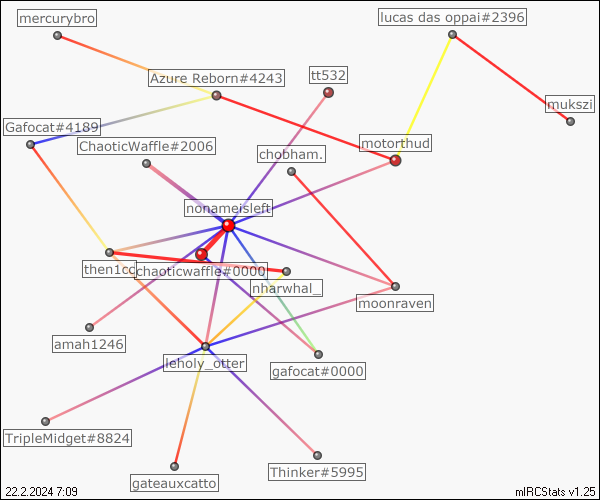 mercurybro
lucas das oppai#2396
Azure Reborn#4243
tt532
mukszi
Gafocat#4189
ChaoticWaffle#2006
chobham.
motorthud
nonameisleft
then1cc
chaoticwaffle#0000
nharwhal_
moonraven
amah1246
leholy_otter
gafocat#0000
TripleMidget#8824
Thinker#5995
gateauxcatto
22.2.2024 7:09
mIRCStats v1.25